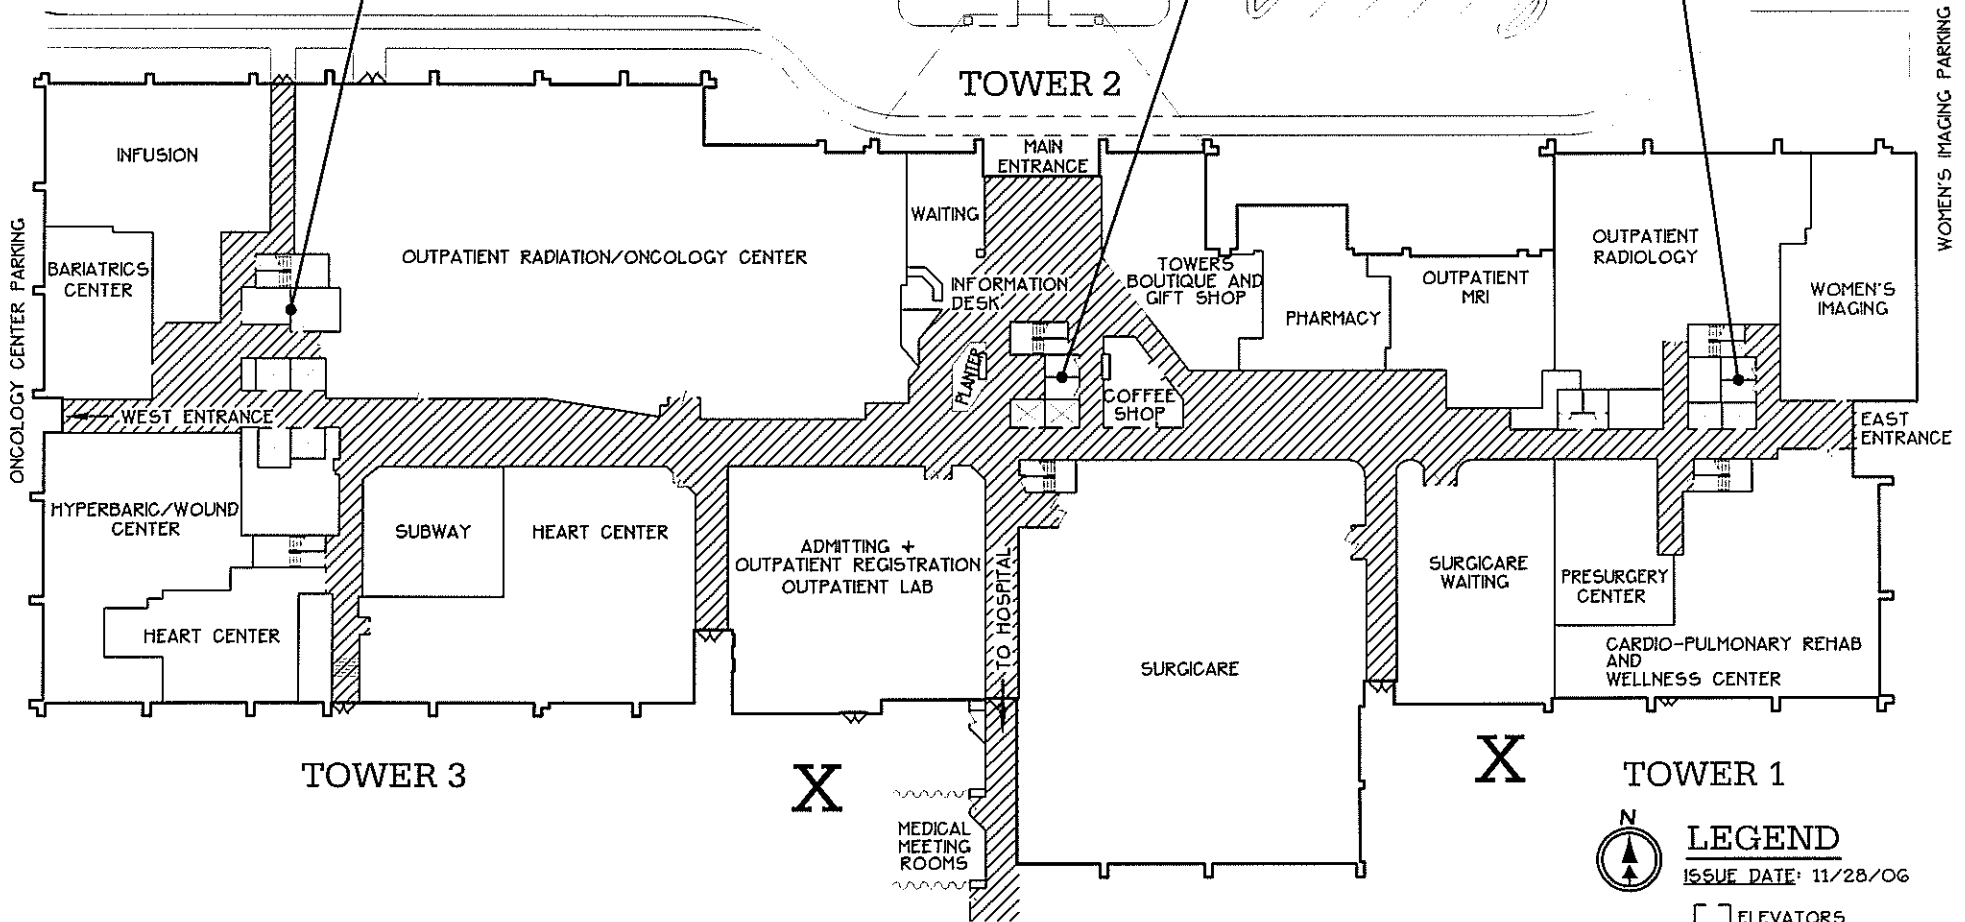 TOWER 2
WOMEN'S IMAGING PARKING
MAIN
ENTRANCE
INFUSION
WAITING
OUTPATIENT RADIATION/ONCOLOGY CENTER
BARIATRICS
CENTER
ONCOLOGY CENTER PARKING
INFORMATION
DESK
TOWERS
BOUTIQUE AND
GIFT SHOP
PHARMACY
OUTPATIENT
MRI
OUTPATIENT
RADIOLOGY
WOMEN'S
IMAGING
PLANTER
COFFEE
SHOP
WEST ENTRANCE
EAST
ENTRANCE
HYPERBARIC/WOUND
CENTER
SUBWAY
HEART CENTER
ADMITTING +
OUTPATIENT REGISTRATION
OUTPATIENT LAB
TO HOSPITAL
SURGICARE
WAITING
PRESURGERY
CENTER
HEART CENTER
SURGICARE
CARDIO-PULMONARY REHAB
AND
WELLNESS CENTER
TOWER 3
X
X
TOWER 1
MEDICAL
MEETING
ROOMS
N
LEGEND
ISSUE DATE: 11/28/06
ELEVATORS